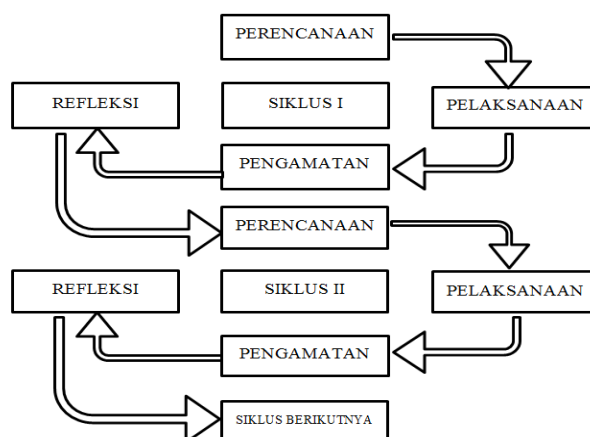 PERENCANAAN
REFLEKSI
SIKLUS I
PELAKSANAAN
PENGAMATAN
PERENCANAAN
REFLEKSI
SIKLUS II
PELAKSANAAN
PENGAMATAN
SIKLUS BERIKUTNYA